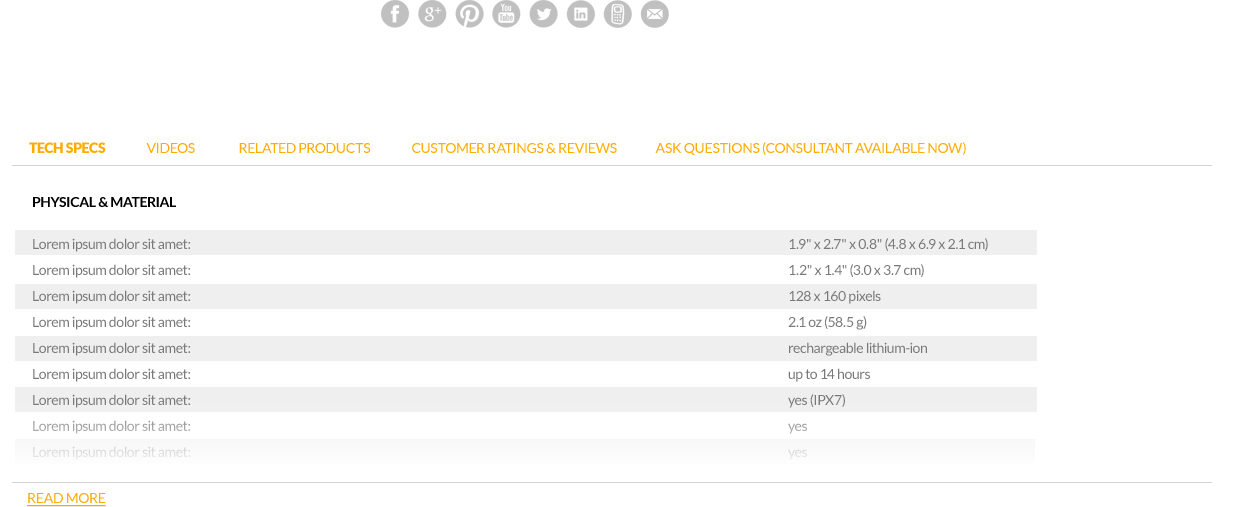 f g+ You Tube in
TECH SPECS VIDEOS RELATED PRODUCTS CUSTOMER RATINGS & REVIEWS ASK QUESTIONS (CONSULTANT AVAILABLE NOW)
PHYSICAL & MATERIAL
Lorem ipsum dolor sit amet: 1.9" x 2.7" x 0.8" (4.8 x 6.9 x 2.1 cm)
Lorem ipsum dolor sit amet: 1.2" x 1.4" (3.0 x 3.7 cm)
Lorem ipsum dolor sit amet: 128 x 160 pixels
Lorem ipsum dolor sit amet: 2.1 oz (58.5 g)
Lorem ipsum dolor sit amet: rechargeable lithium-ion
Lorem ipsum dolor sit amet: up to 14 hours
Lorem ipsum dolor sit amet: yes (IPX7)
Lorem ipsum dolor sit amet: yes
Lorem ipsum dolor sit amet: yes
READ MORE